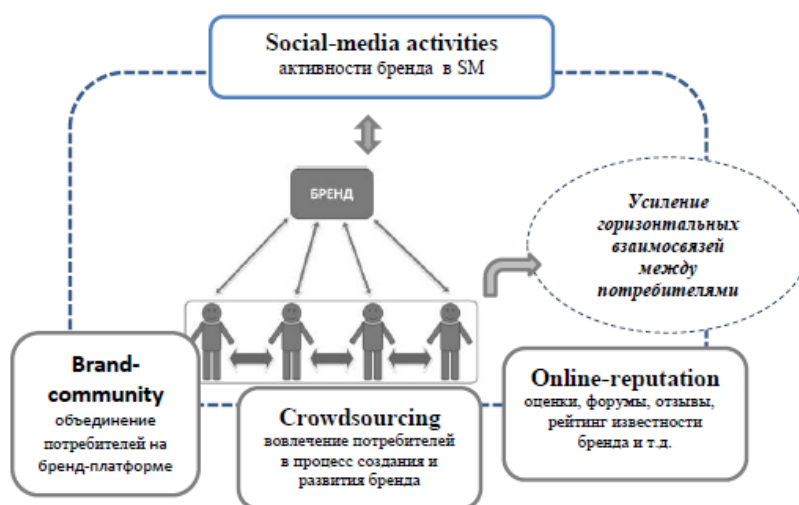 Social-media activities
активности бренда в SM
БРЕНД
Усиление
горизонтальных
взаимосвязей
между
потребителями
Brand-
community
объединение
потребителей на
бренд-платформе
Crowdsourcing
вовлечение потребителей
в процесс создания и
развития бренда
Online-reputation
оценки, форумы, отзывы,
рейтинг известности
бренда и т.д.